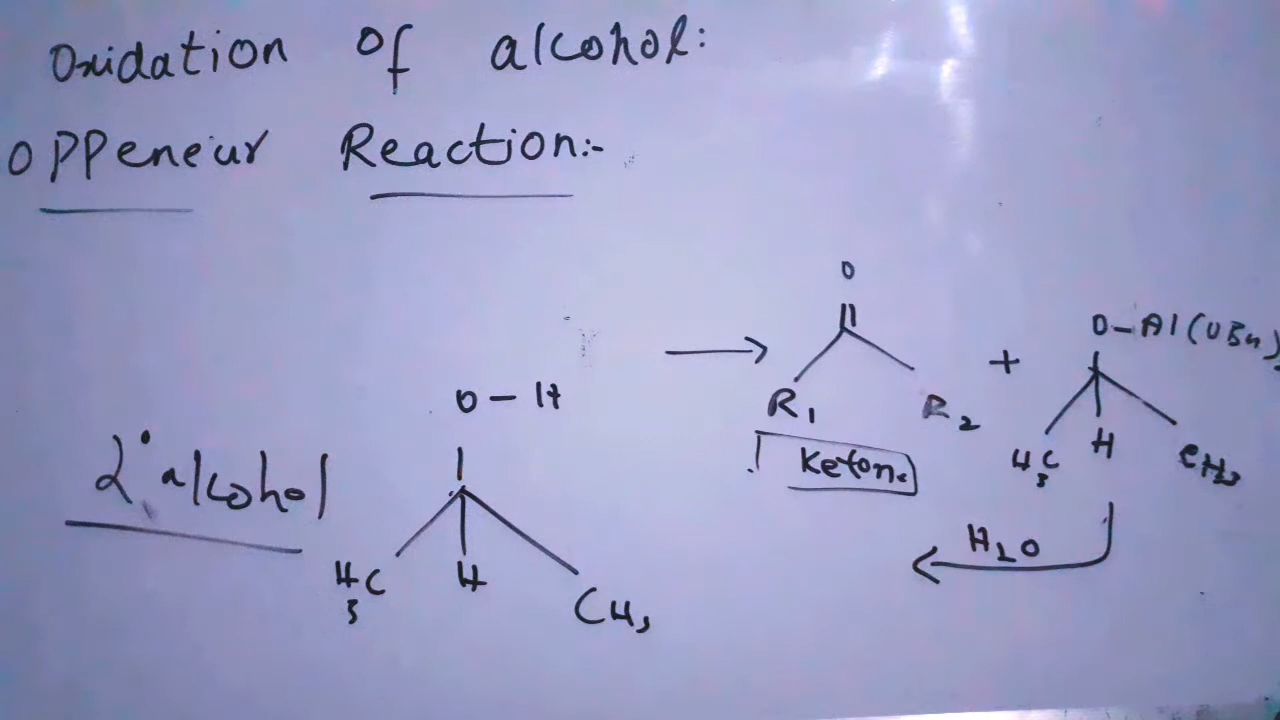 Oxidation of alcohol:
oppeneur Reaction:-
O
O-Al(OBu)
+
O-H
R1
R2
H3C
H
CH3
Ketone
2° alcohol
H2O
H3C
H
CH3